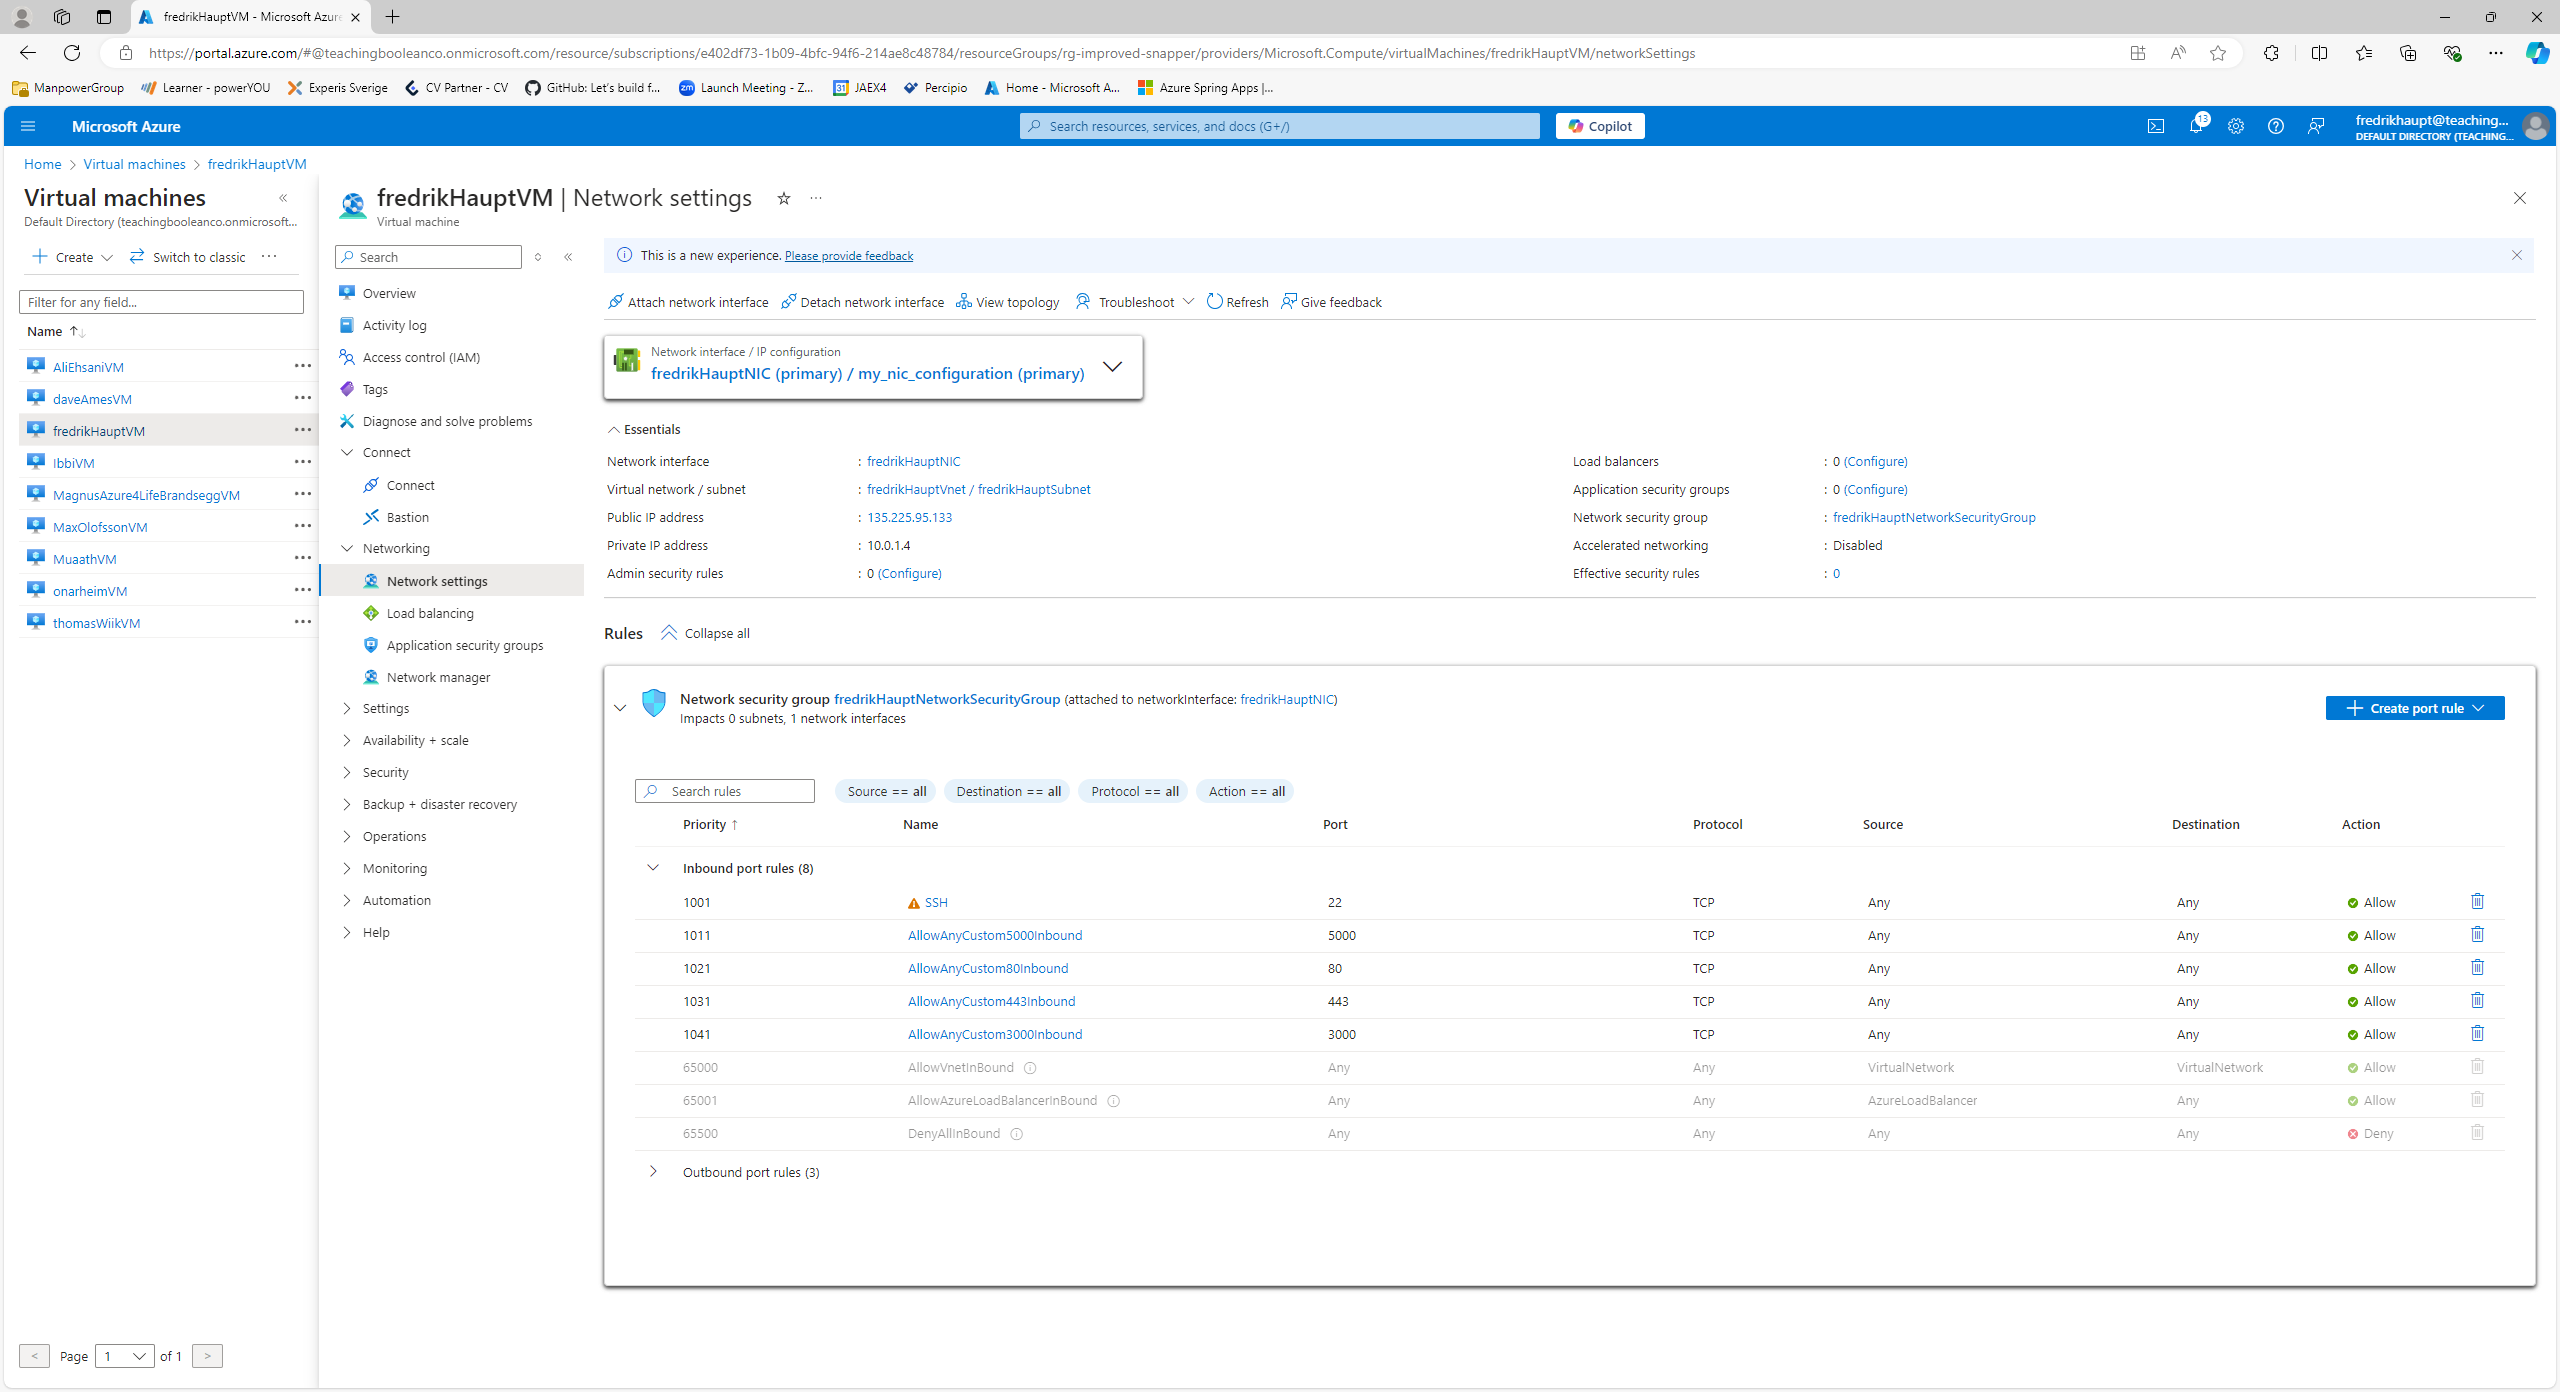 fredrikHauptVM - Microsoft Azure
https://portal.azure.com/#@teachingbooleanco.onmicrosoft.com/resource/subscriptions/e402df73-1b09-4bfc-94f6-214ae8c48784/resourceGroups/rg-improved-snapper/providers/Microsoft.Compute/virtualMachines/fredrikHauptVM/networkSettings
ManpowerGroup Learner - powerYOU Experis Sverige CV Partner - CV GitHub: Let's build f... Launch Meeting - Z... 31 JAEX4 Percipio Home - Microsoft A... Azure Spring Apps |...
Microsoft Azure
Search resources, services, and docs (G+/)
Copilot
13
fredrikhaupt@teaching...
DEFAULT DIRECTORY (TEACHING...
Home > Virtual machines > fredrikHauptVM
Virtual machines
Default Directory (teachingbooleanco.onmicrosoft...
Create
Switch to classic
Filter for any field...
Name
AliEhsaniVM
daveAmesVM
fredrikHauptVM
IbbiVM
MagnusAzure4LifeBrandseggVM
MaxOlofssonVM
MuaathVM
onarheimVM
thomasWiikVM
< Page 1 of 1 >
fredrikHauptVM | Network settings
Virtual machine
Search
Overview
Activity log
Access control (IAM)
Tags
Diagnose and solve problems
Connect
Connect
Bastion
Networking
Network settings
Load balancing
Application security groups
Network manager
Settings
Availability + scale
Security
Backup + disaster recovery
Operations
Monitoring
Automation
Help
This is a new experience. Please provide feedback
Attach network interface Detach network interface View topology Troubleshoot Refresh Give feedback
Network interface / IP configuration
fredrikHauptNIC (primary) / my_nic_configuration (primary)
Essentials
Network interface : fredrikHauptNIC
Virtual network / subnet : fredrikHauptVnet / fredrikHauptSubnet
Public IP address : 135.225.95.133
Private IP address : 10.0.1.4
Admin security rules : 0 (Configure)
Load balancers : 0 (Configure)
Application security groups : 0 (Configure)
Network security group : fredrikHauptNetworkSecurityGroup
Accelerated networking : Disabled
Effective security rules : 0
Rules Collapse all
Network security group fredrikHauptNetworkSecurityGroup (attached to networkInterface: fredrikHauptNIC)
Impacts 0 subnets, 1 network interfaces
Create port rule
Search rules Source == all Destination == all Protocol == all Action == all
Priority ↑ Name Port Protocol Source Destination Action
Inbound port rules (8)
1001 SSH 22 TCP Any Any Allow
1011 AllowAnyCustom5000Inbound 5000 TCP Any Any Allow
1021 AllowAnyCustom80Inbound 80 TCP Any Any Allow
1031 AllowAnyCustom443Inbound 443 TCP Any Any Allow
1041 AllowAnyCustom3000Inbound 3000 TCP Any Any Allow
65000 AllowVnetInBound Any Any VirtualNetwork VirtualNetwork Allow
65001 AllowAzureLoadBalancerInBound Any Any AzureLoadBalancer Any Allow
65500 DenyAllInBound Any Any Any Any Deny
Outbound port rules (3)